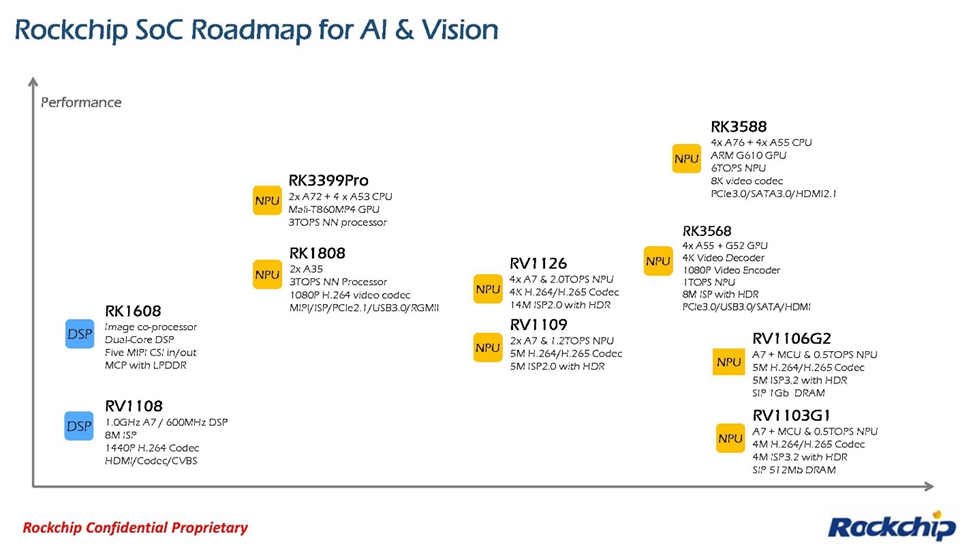 Rockchip SoC Roadmap for AI & Vision
Performance
RK3588
4x A76 + 4x A55 CPU
ARM G610 GPU
6TOPS NPU
8K video codec
PCIe3.0/SATA3.0/HDMI2.1
NPU
RK3399Pro
2x A72 + 4 x A53 CPU
Mali-T860MP4 GPU
3TOPS NN processor
NPU
RK3568
4x A55 + G52 GPU
4K Video Decoder
1080P Video Encoder
1TOPS NPU
8M ISP with HDR
PCIe3.0/USB3.0/SATA/HDMI
NPU
RK1808
2x A35
3TOPS NN Processor
1080P H.264 video codec
MIPI/ISP/PCIe2.1/USB3.0/RGMII
NPU
RV1126
4x A7 & 2.0TOPS NPU
4K H.264/H.265 Codec
14M ISP2.0 with HDR
NPU
RK1608
Image co-processor
Dual-Core DSP
Five MIPI CSI in/out
MCP with LPDDR
DSP
RV1109
2x A7 & 1.2TOPS NPU
5M H.264/H.265 Codec
5M ISP2.0 with HDR
NPU
RV1106G2
A7 + MCU & 0.5TOPS NPU
5M H.264/H.265 Codec
5M ISP3.2 with HDR
SIP 1Gb DRAM
NPU
RV1108
1.0GHz A7 / 600MHz DSP
8M ISP
1440P H.264 Codec
HDMI/Codec/CVBS
DSP
RV1103G1
A7 + MCU & 0.5TOPS NPU
4M H.264/H.265 Codec
4M ISP3.2 with HDR
SIP 512Mb DRAM
NPU
Rockchip Confidential Proprietary
Rockchip